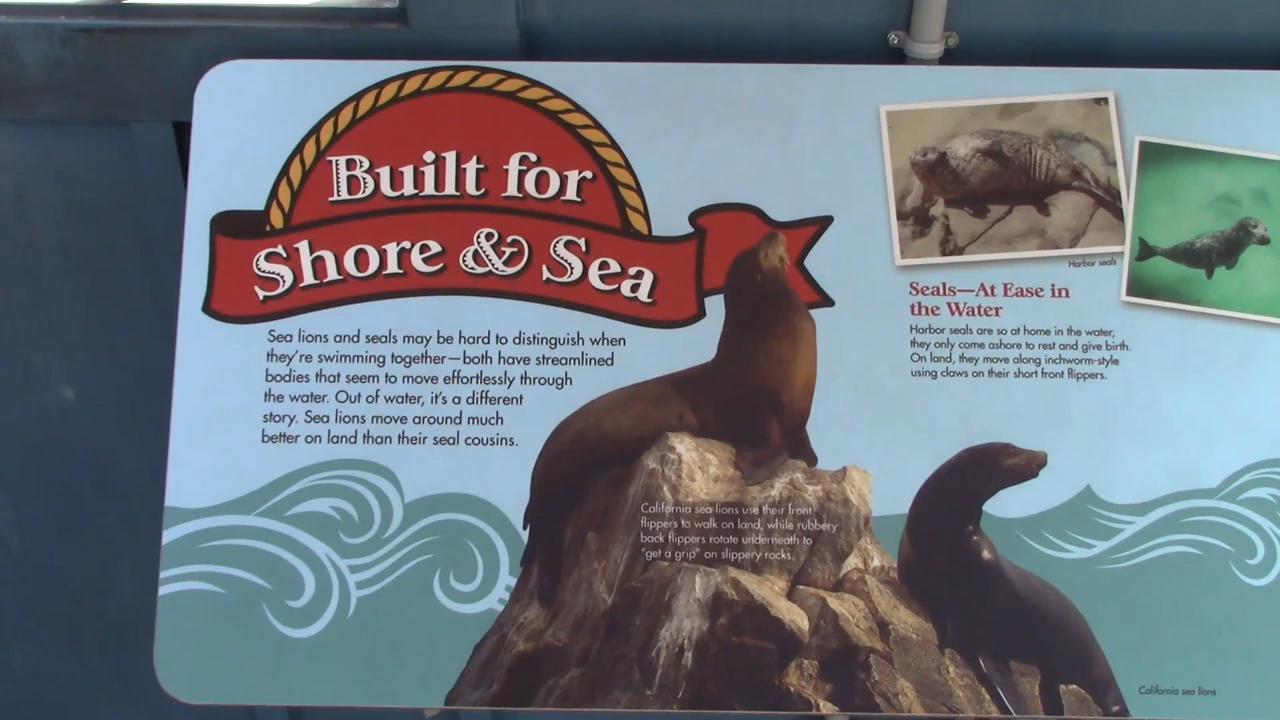 Built for
Shore & Sea
Sea lions and seals may be hard to distinguish when
they're swimming together—both have streamlined
bodies that seem to move effortlessly through
the water. Out of water, it's a different
story. Sea lions move around much
better on land than their seal cousins.
Harbor seals
Seals—At Ease in
the Water
Harbor seals are so at home in the water,
they only come ashore to rest and give birth.
On land, they move along inchworm-style
using claws on their short front flippers.
California sea lions use their front
flippers to walk on land, while rubbery
back flippers rotate underneath to
"get a grip" on slippery rocks.
California sea lions